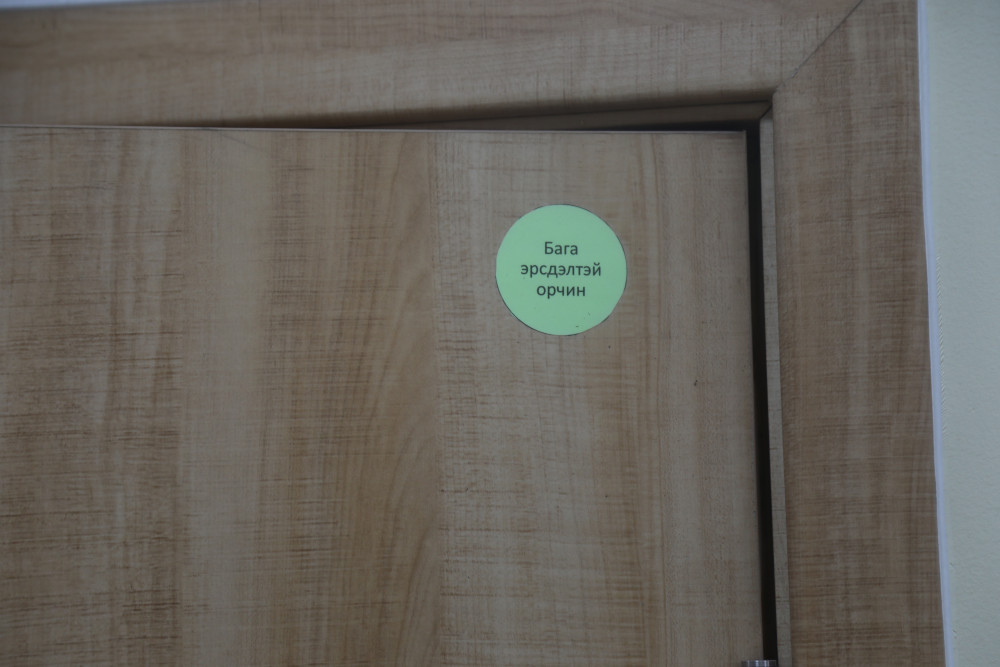 Бага
эрсдэлтэй
орчин